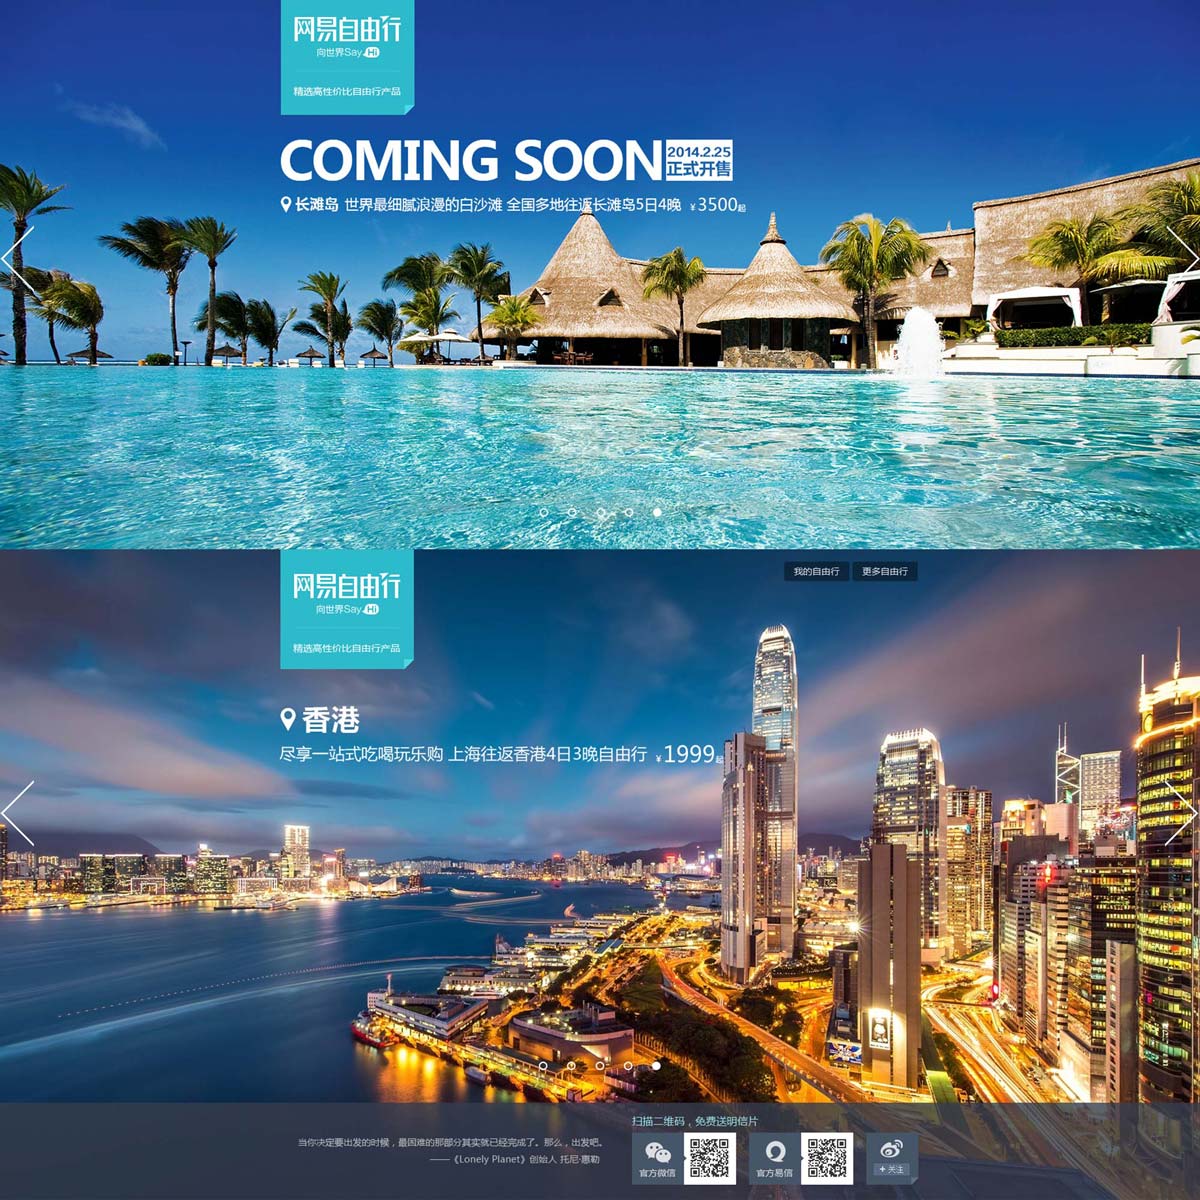 网易自由行
向世界Say Hi
精选高性价比自由行产品
COMING SOON 2014.2.25
正式开售
长滩岛 世界最细腻浪漫的白沙滩 全国多地往返长滩岛5日4晚 ¥3500起
我的自由行 更多自由行
网易自由行
向世界Say Hi
精选高性价比自由行产品
香港
尽享一站式吃喝玩乐购 上海往返香港4日3晚自由行 ¥1999起
扫描二维码，免费送明信片
当你决定要出发的时候，最困难的那部分其实就已经完成了。那么，出发吧。
——《Lonely Planet》创始人 托尼·惠勒
官方微信 官方易信 + 关注